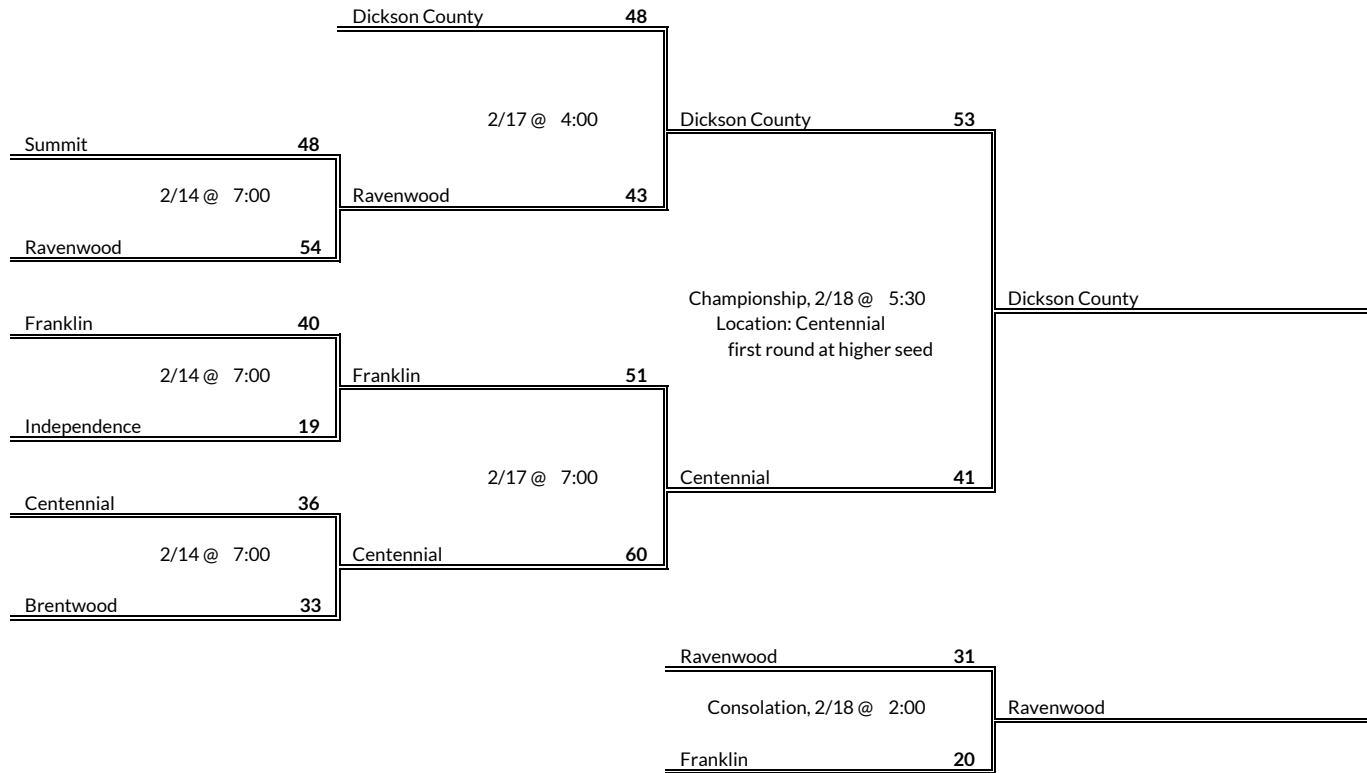 Dickson County 48
2/17 @ 4:00 Dickson County 53
Summit 48
2/14 @ 7:00 Ravenwood 43
Ravenwood 54
Championship, 2/18 @ 5:30 Dickson County
Franklin 40 Location: Centennial
first round at higher seed
2/14 @ 7:00 Franklin 51
Independence 19
2/17 @ 7:00 Centennial 41
Centennial 36
2/14 @ 7:00 Centennial 60
Brentwood 33
Ravenwood 31
Consolation, 2/18 @ 2:00 Ravenwood
Franklin 20